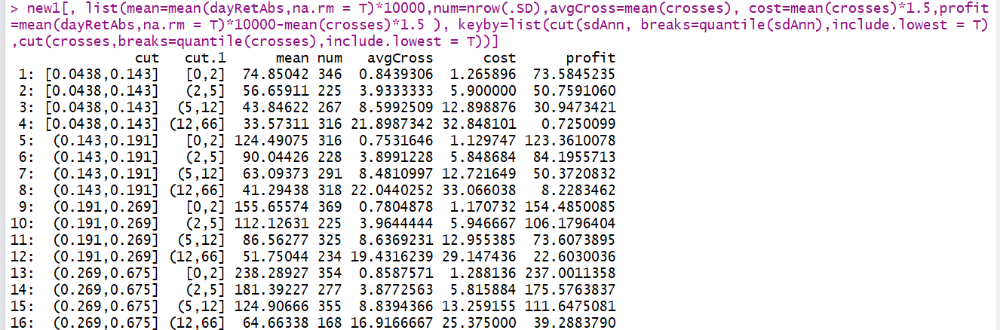 > new1[, list(mean=mean(dayRetAbs,na.rm = T)*10000,num=nrow(.SD),avgCross=mean(crosses), cost=mean(crosses)*1.5,profit
=mean(dayRetAbs,na.rm = T)*10000-mean(crosses)*1.5 ), keyby=list(cut(sdAnn, breaks=quantile(sdAnn),include.lowest = T)
,cut(crosses,breaks=quantile(crosses),include.lowest = T))]
cut cut.1 mean num avgCross cost profit
1: [0.0438,0.143] [0,2] 74.85042 346 0.8439306 1.265896 73.5845235
2: [0.0438,0.143] (2,5] 56.65911 225 3.9333333 5.900000 50.7591060
3: [0.0438,0.143] (5,12] 43.84622 267 8.5992509 12.898876 30.9473421
4: [0.0438,0.143] (12,66] 33.57311 316 21.8987342 32.848101 0.7250099
5: (0.143,0.191] [0,2] 124.49075 316 0.7531646 1.129747 123.3610078
6: (0.143,0.191] (2,5] 90.04426 228 3.8991228 5.848684 84.1955713
7: (0.143,0.191] (5,12] 63.09373 291 8.4810997 12.721649 50.3720832
8: (0.143,0.191] (12,66] 41.29438 318 22.0440252 33.066038 8.2283462
9: (0.191,0.269] [0,2] 155.65574 369 0.7804878 1.170732 154.4850085
10: (0.191,0.269] (2,5] 112.12631 225 3.9644444 5.946667 106.1796404
11: (0.191,0.269] (5,12] 86.56277 325 8.6369231 12.955385 73.6073895
12: (0.191,0.269] (12,66] 51.75044 234 19.4316239 29.147436 22.6030036
13: (0.269,0.675] [0,2] 238.28927 354 0.8587571 1.288136 237.0011358
14: (0.269,0.675] (2,5] 181.39227 277 3.8772563 5.815884 175.5763837
15: (0.269,0.675] (5,12] 124.90666 355 8.8394366 13.259155 111.6475081
16: (0.269,0.675] (12,66] 64.66338 168 16.9166667 25.375000 39.2883790